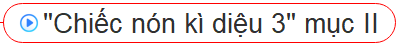 "Chiếc nón kì diệu 3" mục II